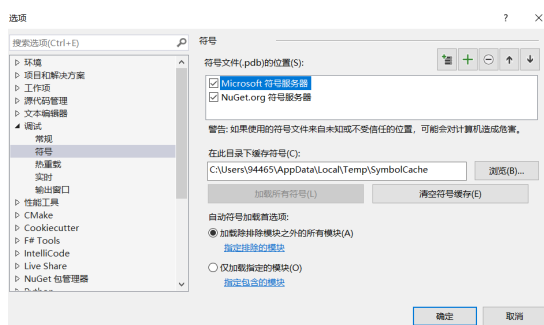 选项
? ×
搜索选项(Ctrl+E)
环境
项目和解决方案
工作项
源代码管理
文本编辑器
调试
常规
符号
热重载
实时
输出窗口
性能工具
CMake
Cookiecutter
F# Tools
IntelliCode
Live Share
NuGet 包管理器
符号
符号文件(.pdb)的位置(S):
Microsoft 符号服务器
NuGet.org 符号服务器
警告: 如果使用的符号文件来自未知或不受信任的位置，可能会对计算机造成危害。
在此目录下缓存符号(C):
C:\Users\94465\AppData\Local\Temp\SymbolCache
浏览(B)...
加载所有符号(L)
清空符号缓存(E)
自动符号加载首选项:
加载除排除模块之外的所有模块(A)
指定排除的模块
仅加载指定的模块(O)
指定包含的模块
确定
取消